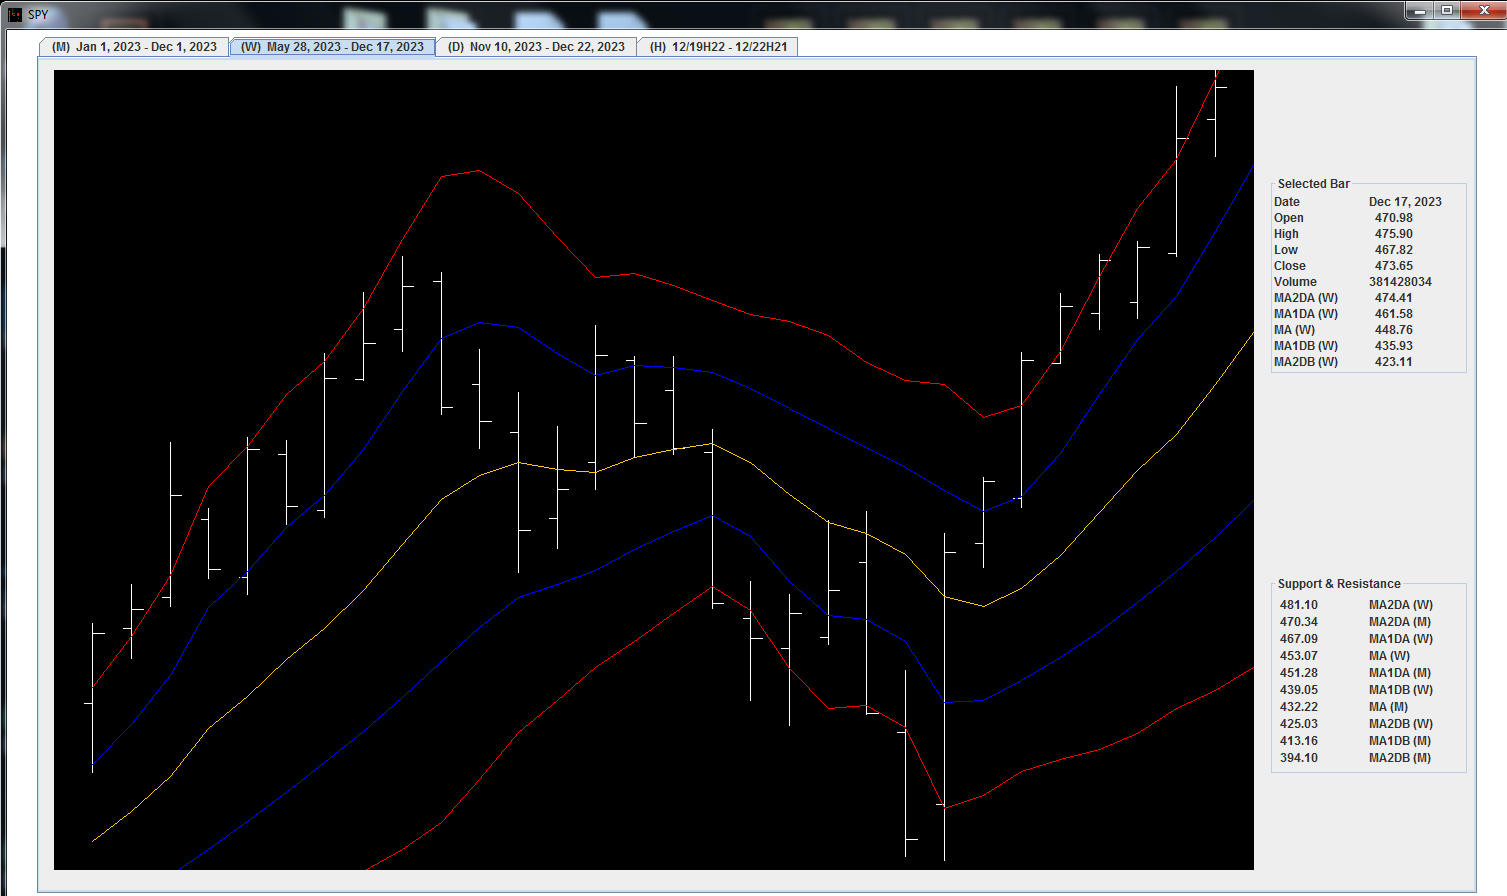 SPY
(M) Jan 1, 2023 - Dec 1, 2023 (W) May 28, 2023 - Dec 17, 2023 (D) Nov 10, 2023 - Dec 22, 2023 (H) 12/19H22 - 12/22H21
Selected Bar
Date Dec 17, 2023
Open 470.98
High 475.90
Low 467.82
Close 473.65
Volume 381428034
MA2DA (W) 474.41
MA1DA (W) 461.58
MA (W) 448.76
MA1DB (W) 435.93
MA2DB (W) 423.11
Support & Resistance
481.10 MA2DA (W)
470.34 MA2DA (M)
467.09 MA1DA (W)
453.07 MA (W)
451.28 MA1DA (M)
439.05 MA1DB (W)
432.22 MA (M)
425.03 MA2DB (W)
413.16 MA1DB (M)
394.10 MA2DB (M)